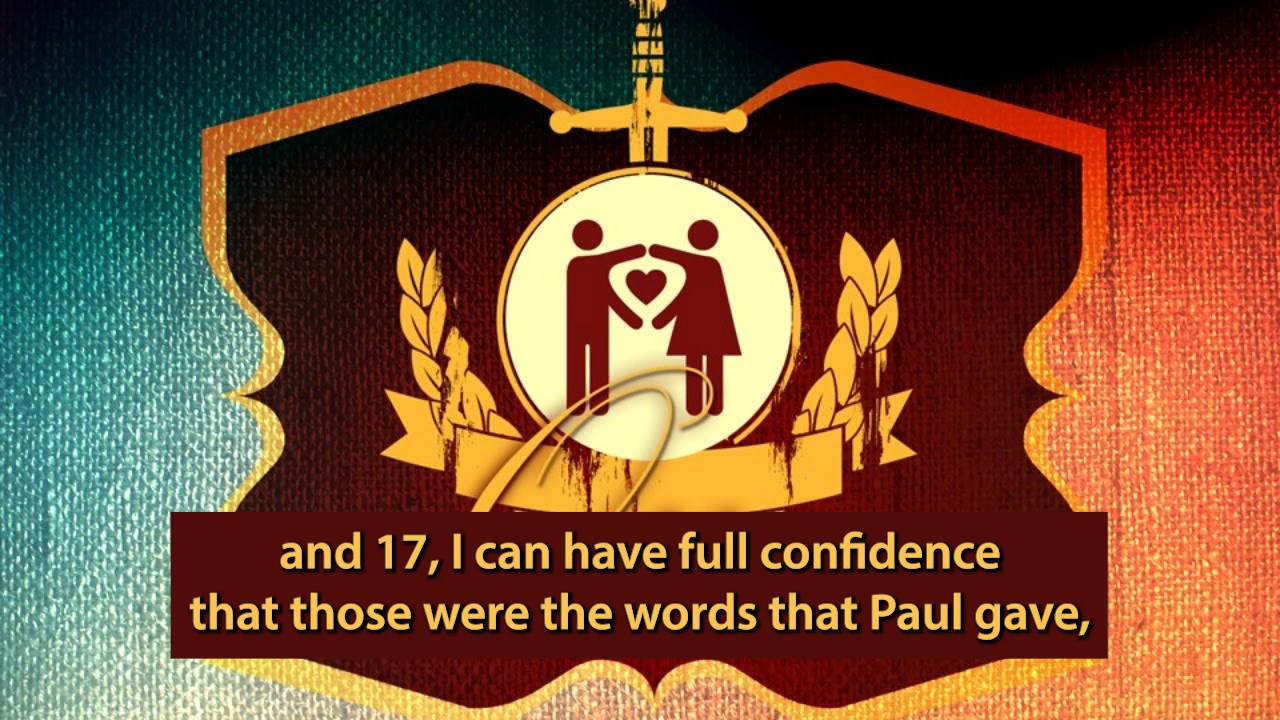 and 17, I can have full confidence
that those were the words that Paul gave,